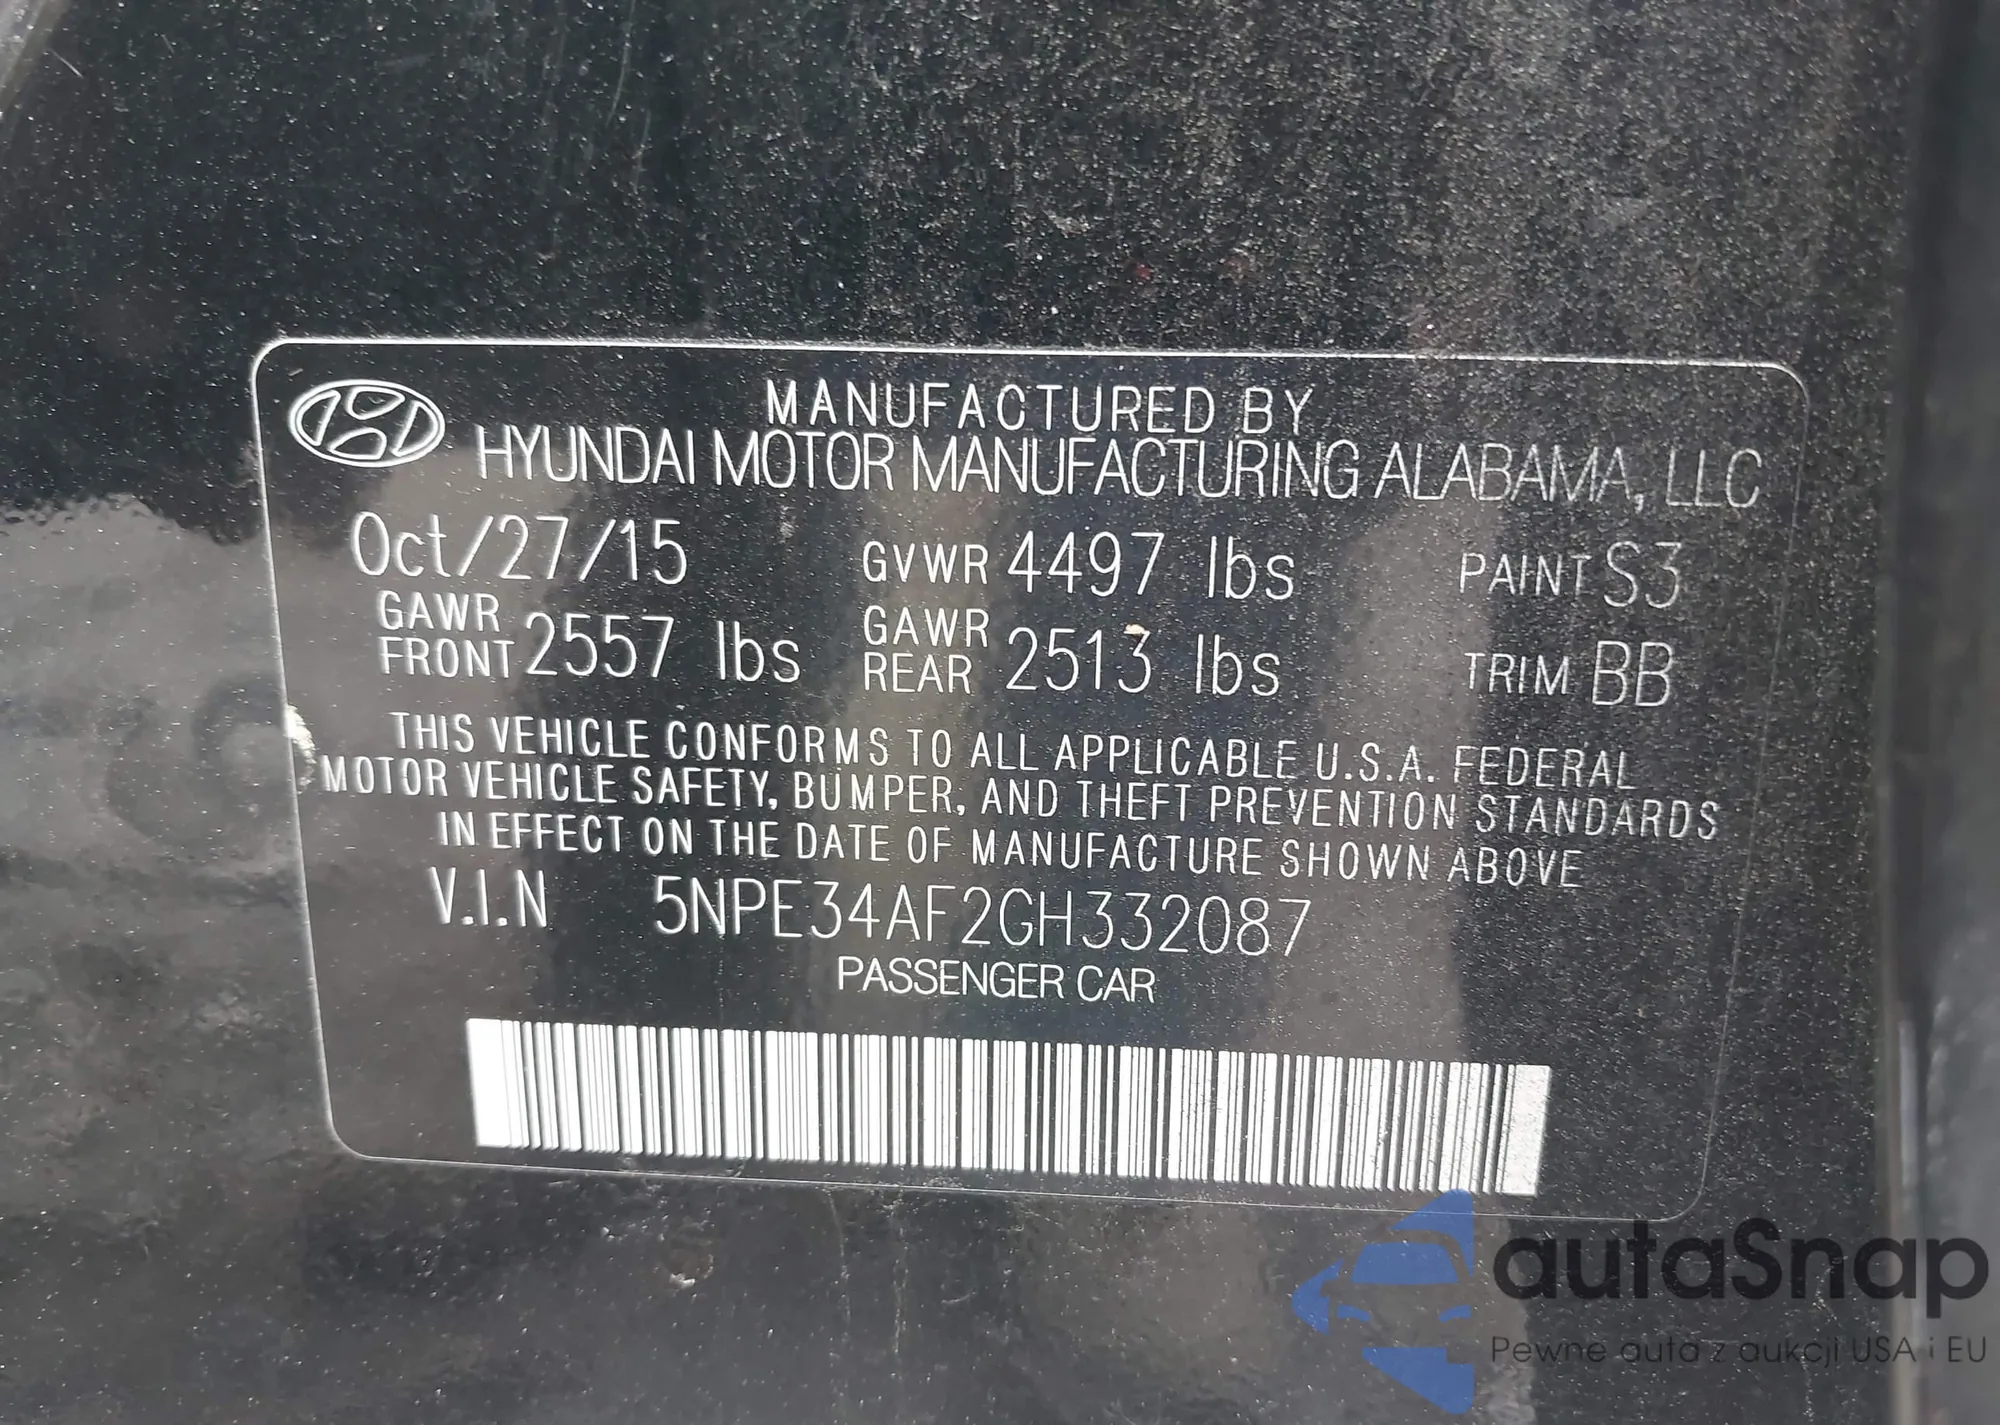 MANUFACTURED BY
HYUNDAI MOTOR MANUFACTURING ALABAMA, LLC
Oct/27/15 GVWR 4497 lbs PAINT S3
GAWR FRONT 2557 lbs GAWR REAR 2513 lbs TRIM BB
THIS VEHICLE CONFORMS TO ALL APPLICABLE U.S.A. FEDERAL
MOTOR VEHICLE SAFETY, BUMPER, AND THEFT PREVENTION STANDARDS
IN EFFECT ON THE DATE OF MANUFACTURE SHOWN ABOVE
V.I.N 5NPE34AF2GH332087
PASSENGER CAR
autaSnap
Pewne auta z aukcji USA i EU